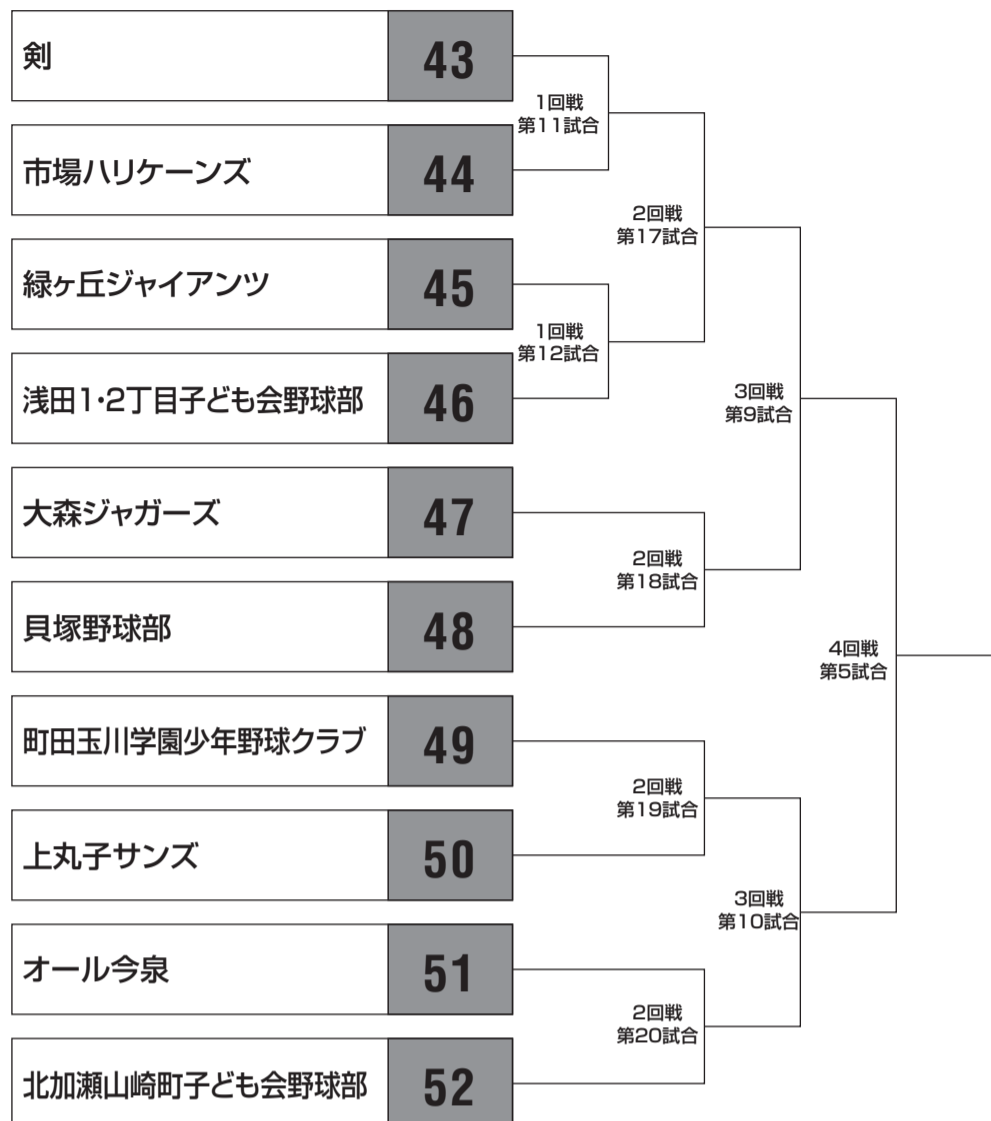 剣 43
市場ハリケーンズ 44
緑ヶ丘ジャイアンツ 45
浅田1・2丁目子ども会野球部 46
大森ジャガーズ 47
貝塚野球部 48
町田玉川学園少年野球クラブ 49
上丸子サンズ 50
オール今泉 51
北加瀬山崎町子ども会野球部 52
1回戦
第11試合
1回戦
第12試合
2回戦
第17試合
2回戦
第18試合
2回戦
第19試合
2回戦
第20試合
3回戦
第9試合
3回戦
第10試合
4回戦
第5試合